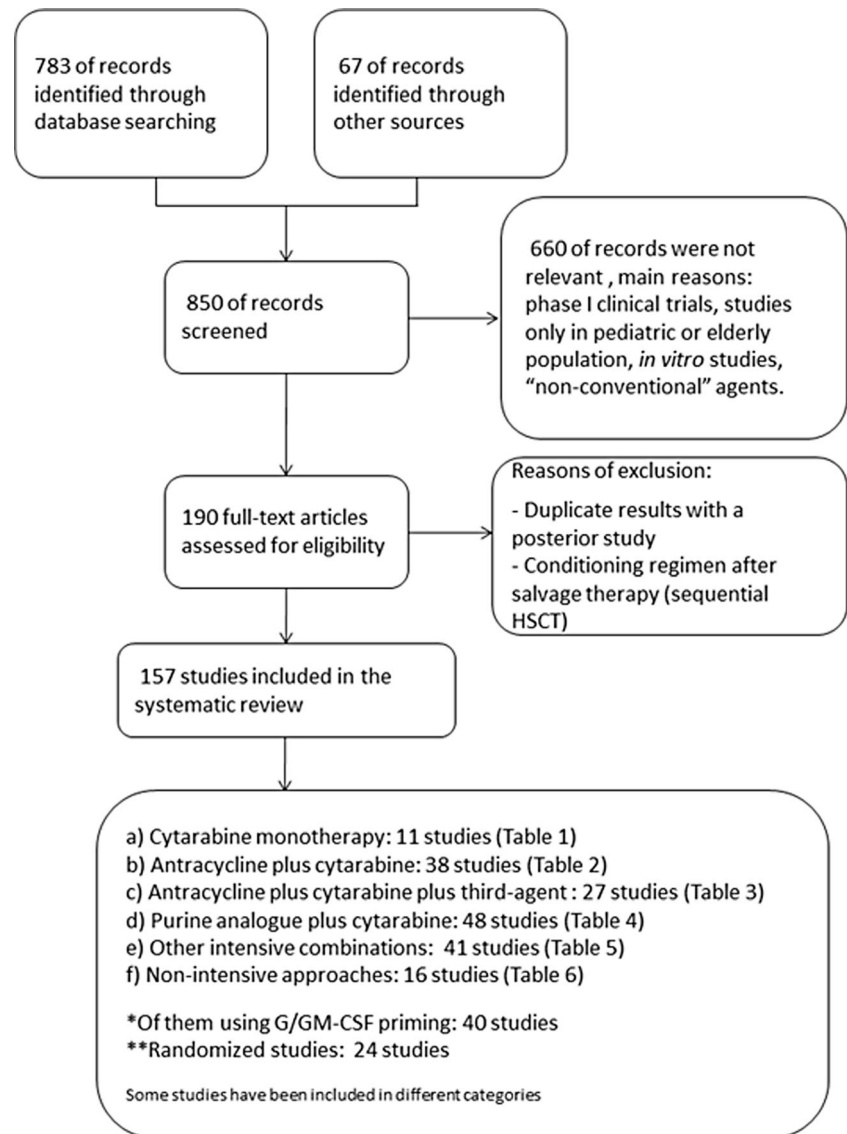 783 of records
identified through
database searching
67 of records
identified through
other sources
850 of records
screened
660 of records were not
relevant , main reasons:
phase I clinical trials, studies
only in pediatric or elderly
population, in vitro studies,
“non-conventional” agents.
190 full-text articles
assessed for eligibility
Reasons of exclusion:
- Duplicate results with a
posterior study
- Conditioning regimen after
salvage therapy (sequential
HSCT)
157 studies included in the
systematic review
a) Cytarabine monotherapy: 11 studies (Table 1)
b) Antracycline plus cytarabine: 38 studies (Table 2)
c) Antracycline plus cytarabine plus third-agent : 27 studies (Table 3)
d) Purine analogue plus cytarabine: 48 studies (Table 4)
e) Other intensive combinations: 41 studies (Table 5)
f) Non-intensive approaches: 16 studies (Table 6)
*Of them using G/GM-CSF priming: 40 studies
**Randomized studies: 24 studies
Some studies have been included in different categories